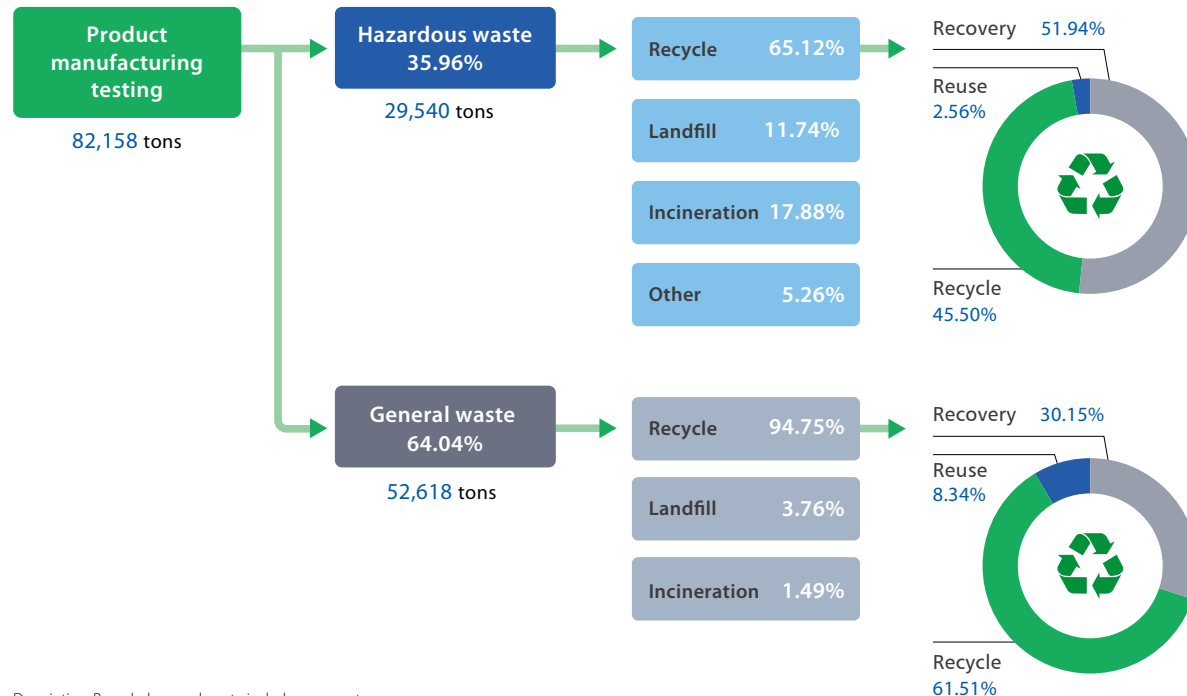 Product
manufacturing
testing
82,158 tons
Hazardous waste
35.96%
29,540 tons
Recycle 65.12%
Landfill 11.74%
Incineration 17.88%
Other 5.26%
Recovery 51.94%
Reuse
2.56%
Recycle
45.50%
General waste
64.04%
52,618 tons
Recycle 94.75%
Landfill 3.76%
Incineration 1.49%
Recovery 30.15%
Reuse
8.34%
Recycle
61.51%